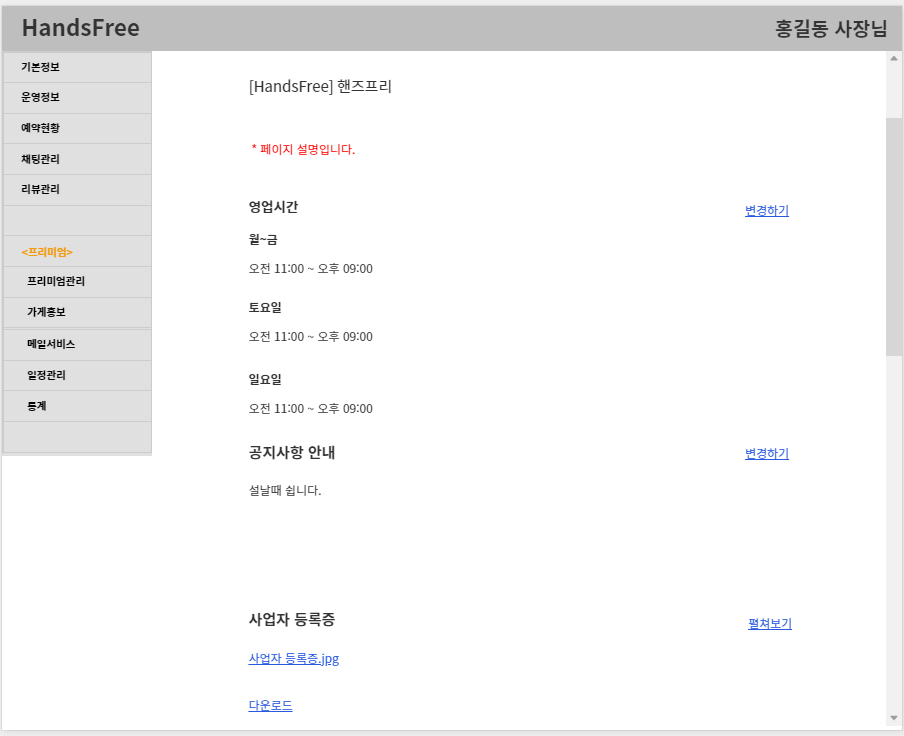 HandsFree
홍길동 사장님
기본정보
운영정보
예약현황
채팅관리
리뷰관리
<프리미엄>
프리미엄관리
가게홍보
메일서비스
일정관리
통계
[HandsFree] 핸즈프리
* 페이지 설명입니다.
영업시간 변경하기
월~금
오전 11:00 ~ 오후 09:00
토요일
오전 11:00 ~ 오후 09:00
일요일
오전 11:00 ~ 오후 09:00
공지사항 안내 변경하기
설날때 쉽니다.
사업자 등록증 펼쳐보기
사업자 등록증.jpg
다운로드